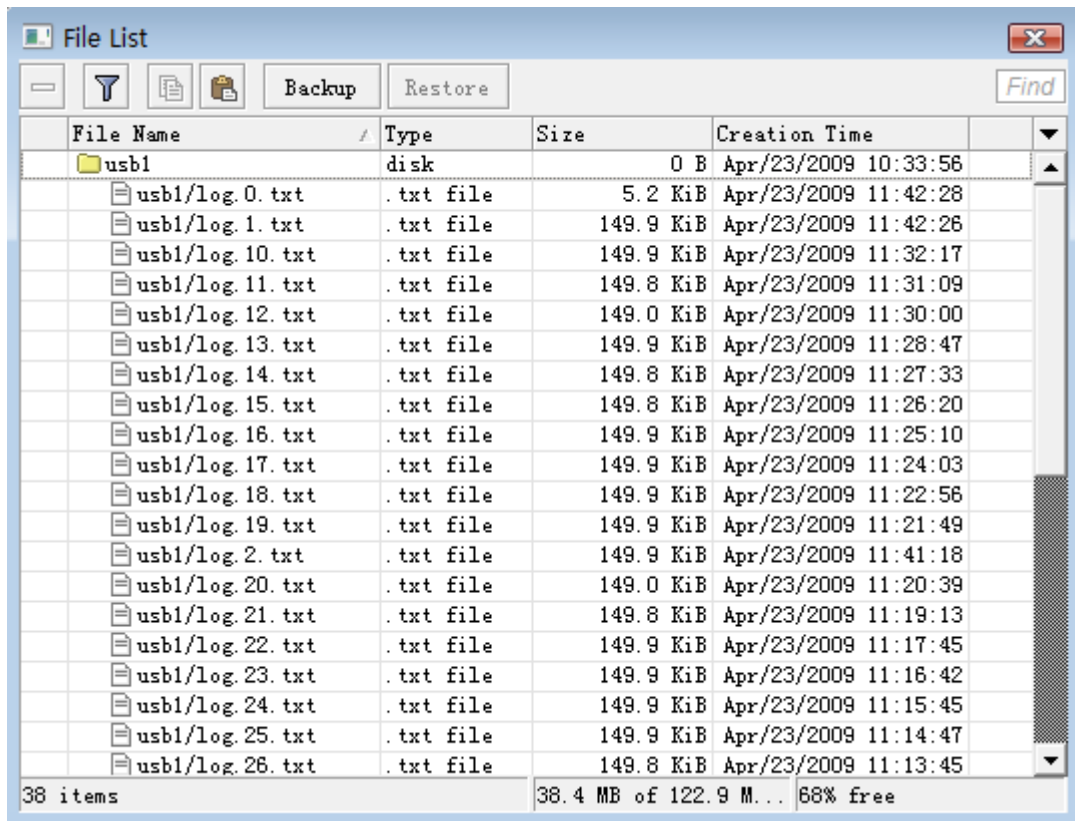 File List
Backup Restore Find
File Name Type Size Creation Time
usb1 disk 0 B Apr/23/2009 10:33:56
usb1/log.0.txt .txt file 5.2 KiB Apr/23/2009 11:42:28
usb1/log.1.txt .txt file 149.9 KiB Apr/23/2009 11:42:26
usb1/log.10.txt .txt file 149.9 KiB Apr/23/2009 11:32:17
usb1/log.11.txt .txt file 149.8 KiB Apr/23/2009 11:31:09
usb1/log.12.txt .txt file 149.0 KiB Apr/23/2009 11:30:00
usb1/log.13.txt .txt file 149.9 KiB Apr/23/2009 11:28:47
usb1/log.14.txt .txt file 149.8 KiB Apr/23/2009 11:27:33
usb1/log.15.txt .txt file 149.8 KiB Apr/23/2009 11:26:20
usb1/log.16.txt .txt file 149.9 KiB Apr/23/2009 11:25:10
usb1/log.17.txt .txt file 149.9 KiB Apr/23/2009 11:24:03
usb1/log.18.txt .txt file 149.9 KiB Apr/23/2009 11:22:56
usb1/log.19.txt .txt file 149.9 KiB Apr/23/2009 11:21:49
usb1/log.2.txt .txt file 149.9 KiB Apr/23/2009 11:41:18
usb1/log.20.txt .txt file 149.0 KiB Apr/23/2009 11:20:39
usb1/log.21.txt .txt file 149.8 KiB Apr/23/2009 11:19:13
usb1/log.22.txt .txt file 149.9 KiB Apr/23/2009 11:17:45
usb1/log.23.txt .txt file 149.9 KiB Apr/23/2009 11:16:42
usb1/log.24.txt .txt file 149.9 KiB Apr/23/2009 11:15:45
usb1/log.25.txt .txt file 149.9 KiB Apr/23/2009 11:14:47
usb1/log.26.txt .txt file 149.8 KiB Apr/23/2009 11:13:45
38 items 38.4 MB of 122.9 M... 68% free